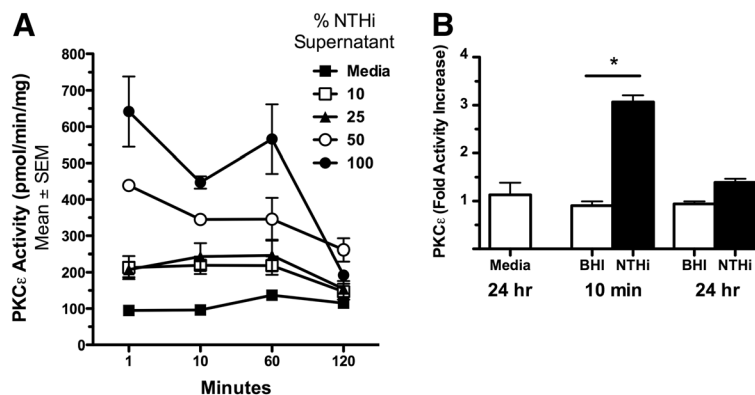 A
% NTHi
Supernatant
Media
10
25
50
100
PKCε Activity (pmol/min/mg)
Mean ± SEM
800
700
600
500
400
300
200
100
0
1 10 60 120
Minutes
B
*
PKCε (Fold Activity Increase)
4
3
2
1
Media BHI NTHi BHI NTHi
24 hr 10 min 24 hr